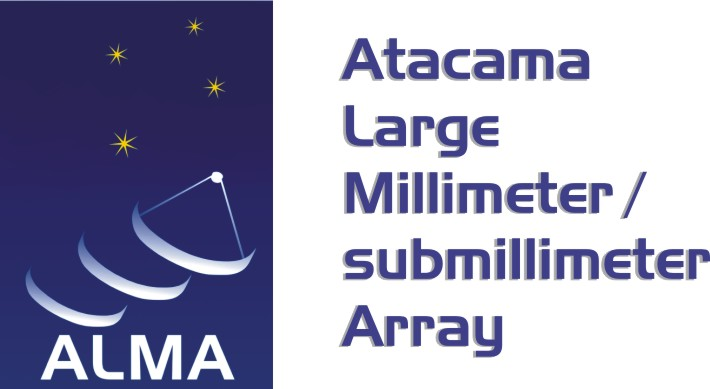 ALMA
Atacama
Large
Millimeter /
submillimeter
Array